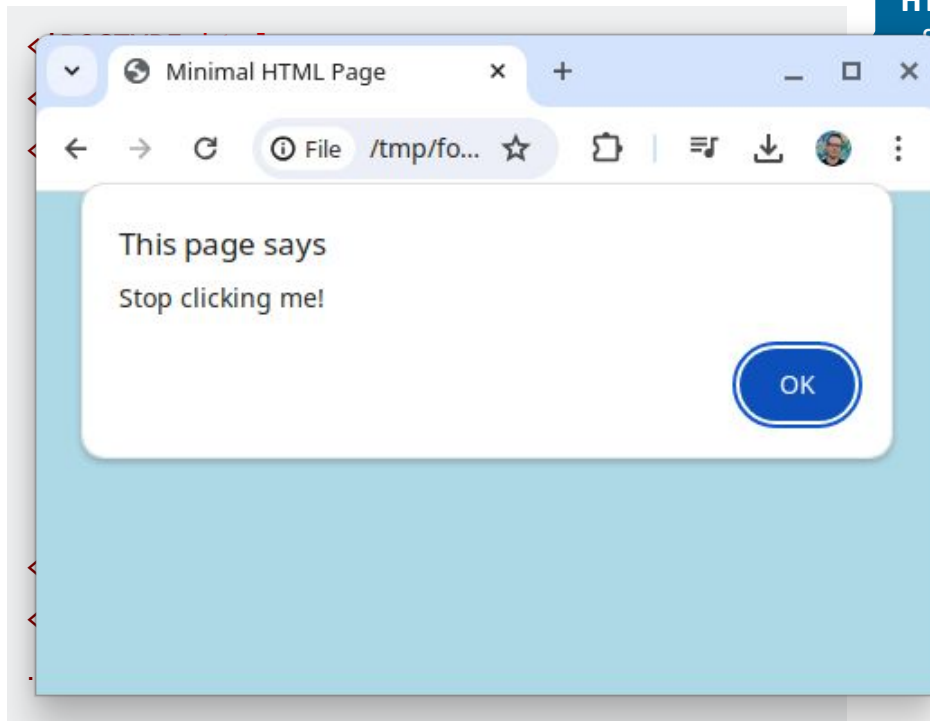 Minimal HTML Page
File /tmp/fo...
This page says
Stop clicking me!
OK